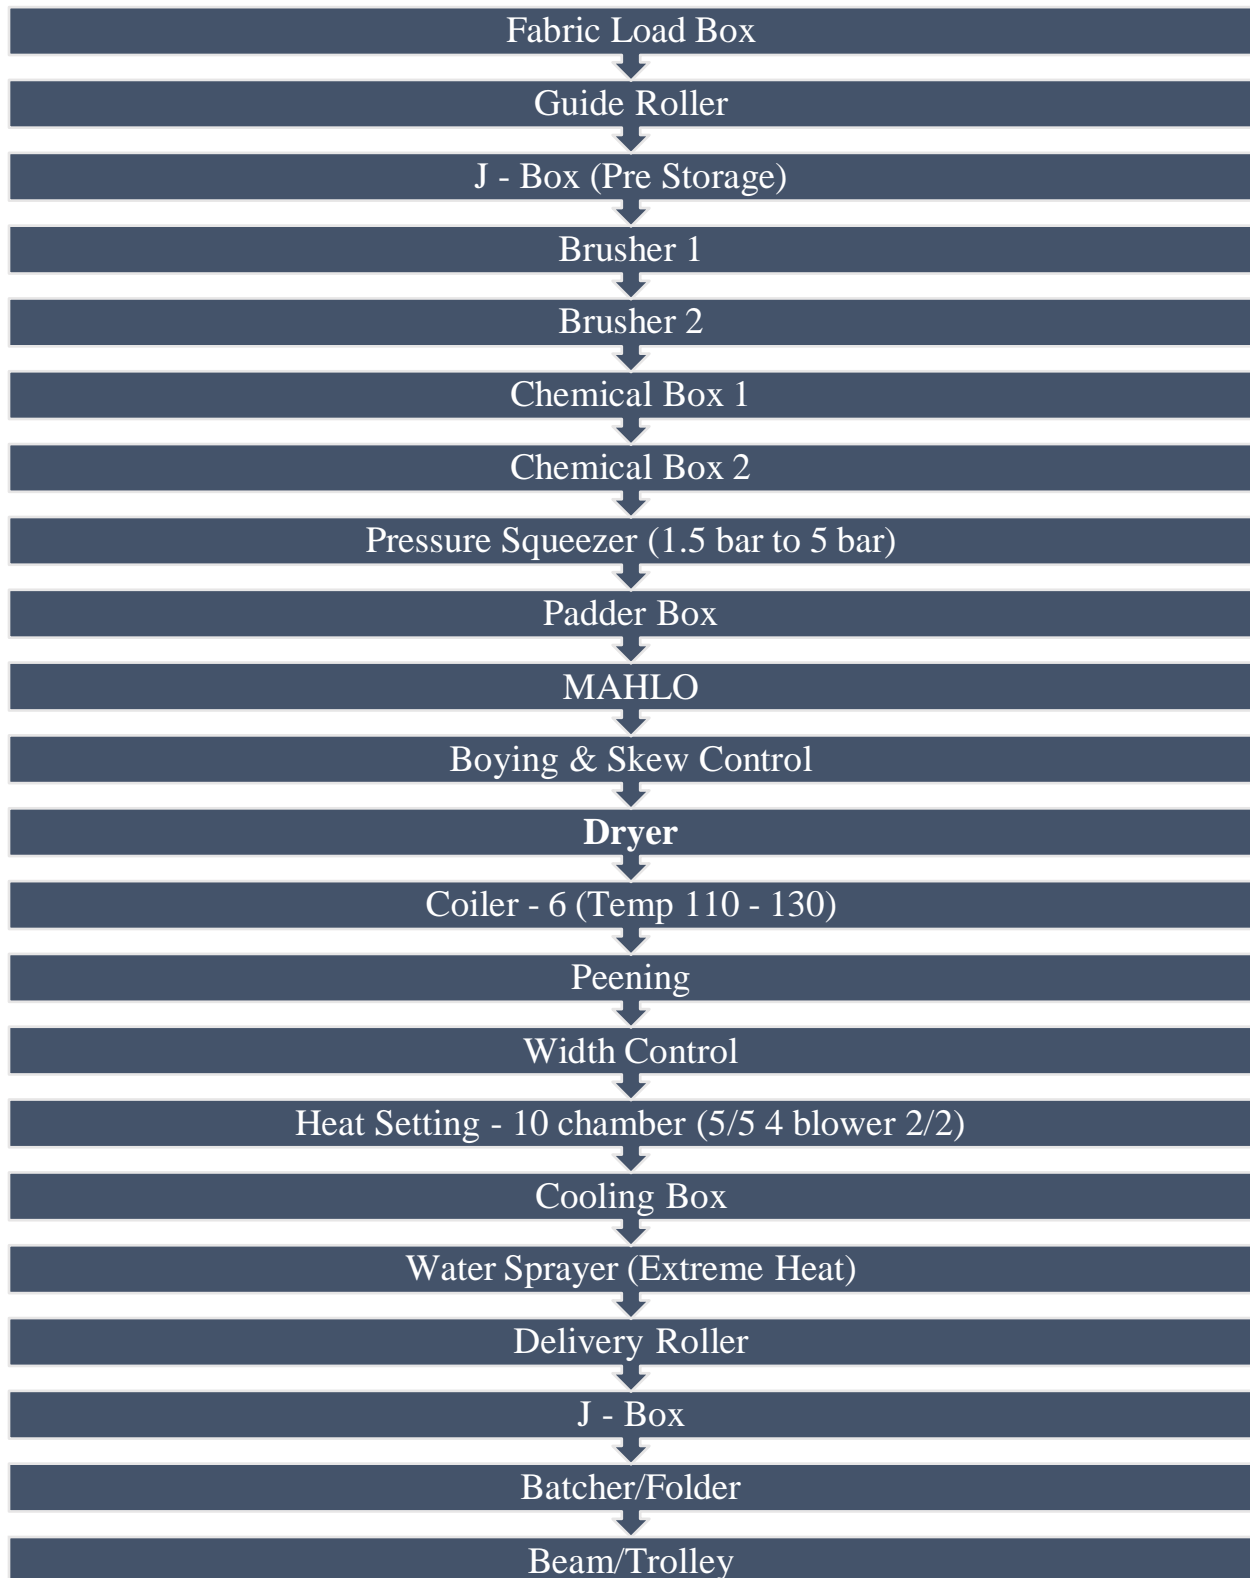 Fabric Load Box
Guide Roller
J - Box (Pre Storage)
Brusher 1
Brusher 2
Chemical Box 1
Chemical Box 2
Pressure Squeezer (1.5 bar to 5 bar)
Padder Box
MAHLO
Boying & Skew Control
Dryer
Coiler - 6 (Temp 110 - 130)
Peening
Width Control
Heat Setting - 10 chamber (5/5 4 blower 2/2)
Cooling Box
Water Sprayer (Extreme Heat)
Delivery Roller
J - Box
Batcher/Folder
Beam/Trolley